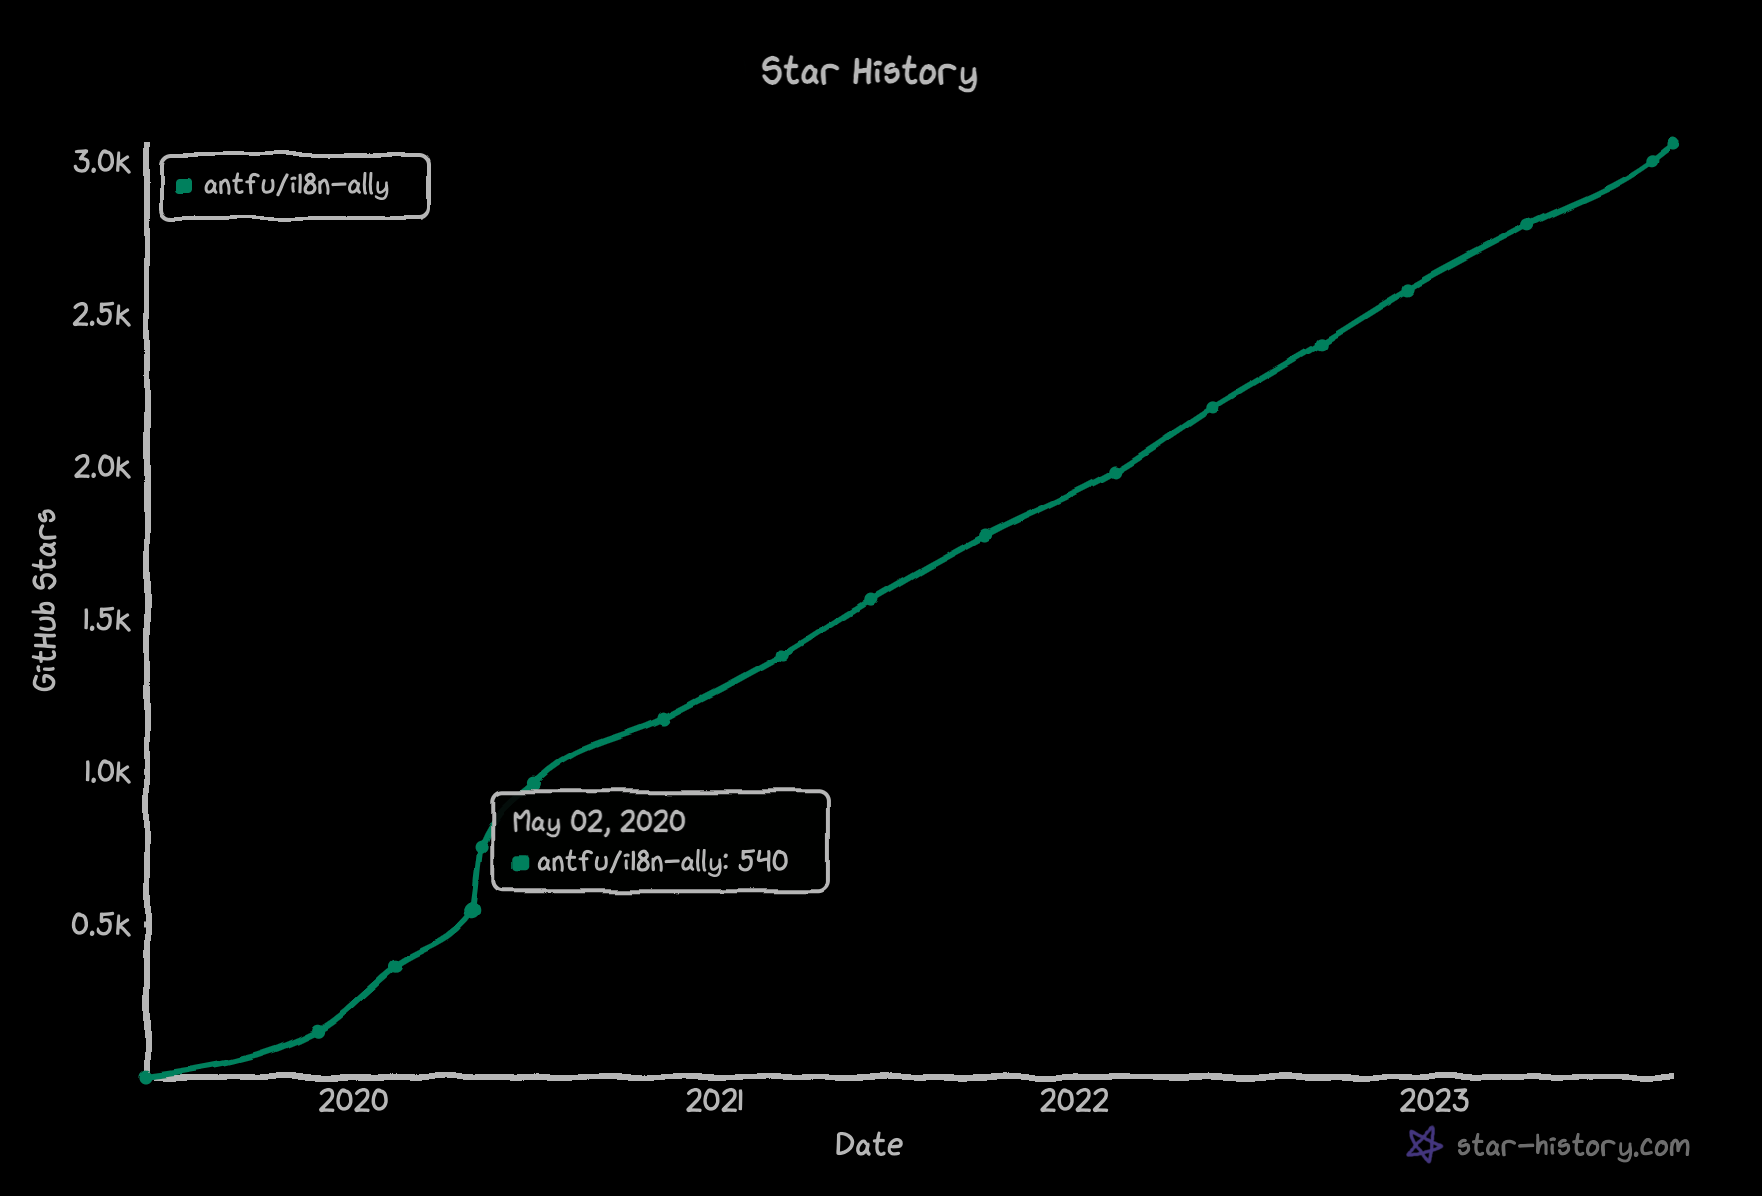 Star History
antfu/i18n-ally
3.0K
2.5K
2.0K
1.5K
1.0K
0.5K
GitHub Stars
May 02, 2020
antfu/i18n-ally: 540
2020
2021
2022
2023
Date
star-history.com